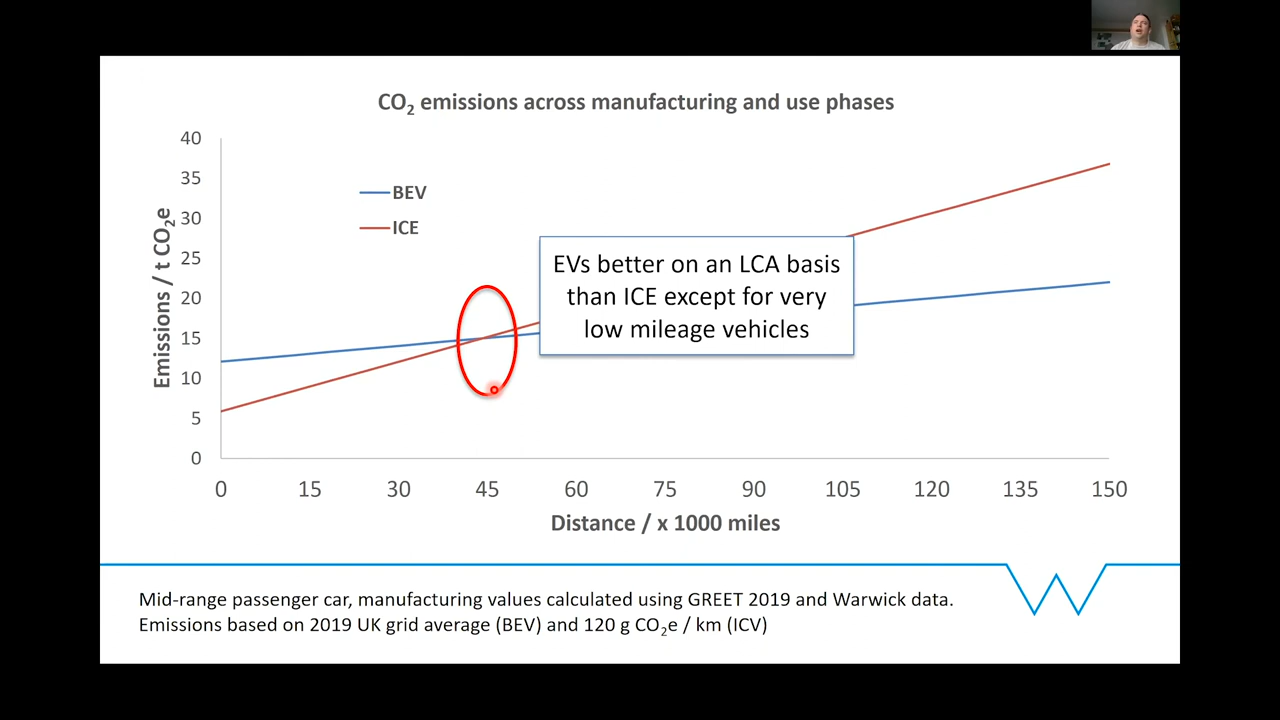 CO₂ emissions across manufacturing and use phases
40
35
30
25
20
15
10
5
0
Emissions / t CO₂e
BEV
ICE
EVs better on an LCA basis
than ICE except for very
low mileage vehicles
0 15 30 45 60 75 90 105 120 135 150
Distance / x 1000 miles
Mid-range passenger car, manufacturing values calculated using GREET 2019 and Warwick data.
Emissions based on 2019 UK grid average (BEV) and 120 g CO₂e / km (ICV)